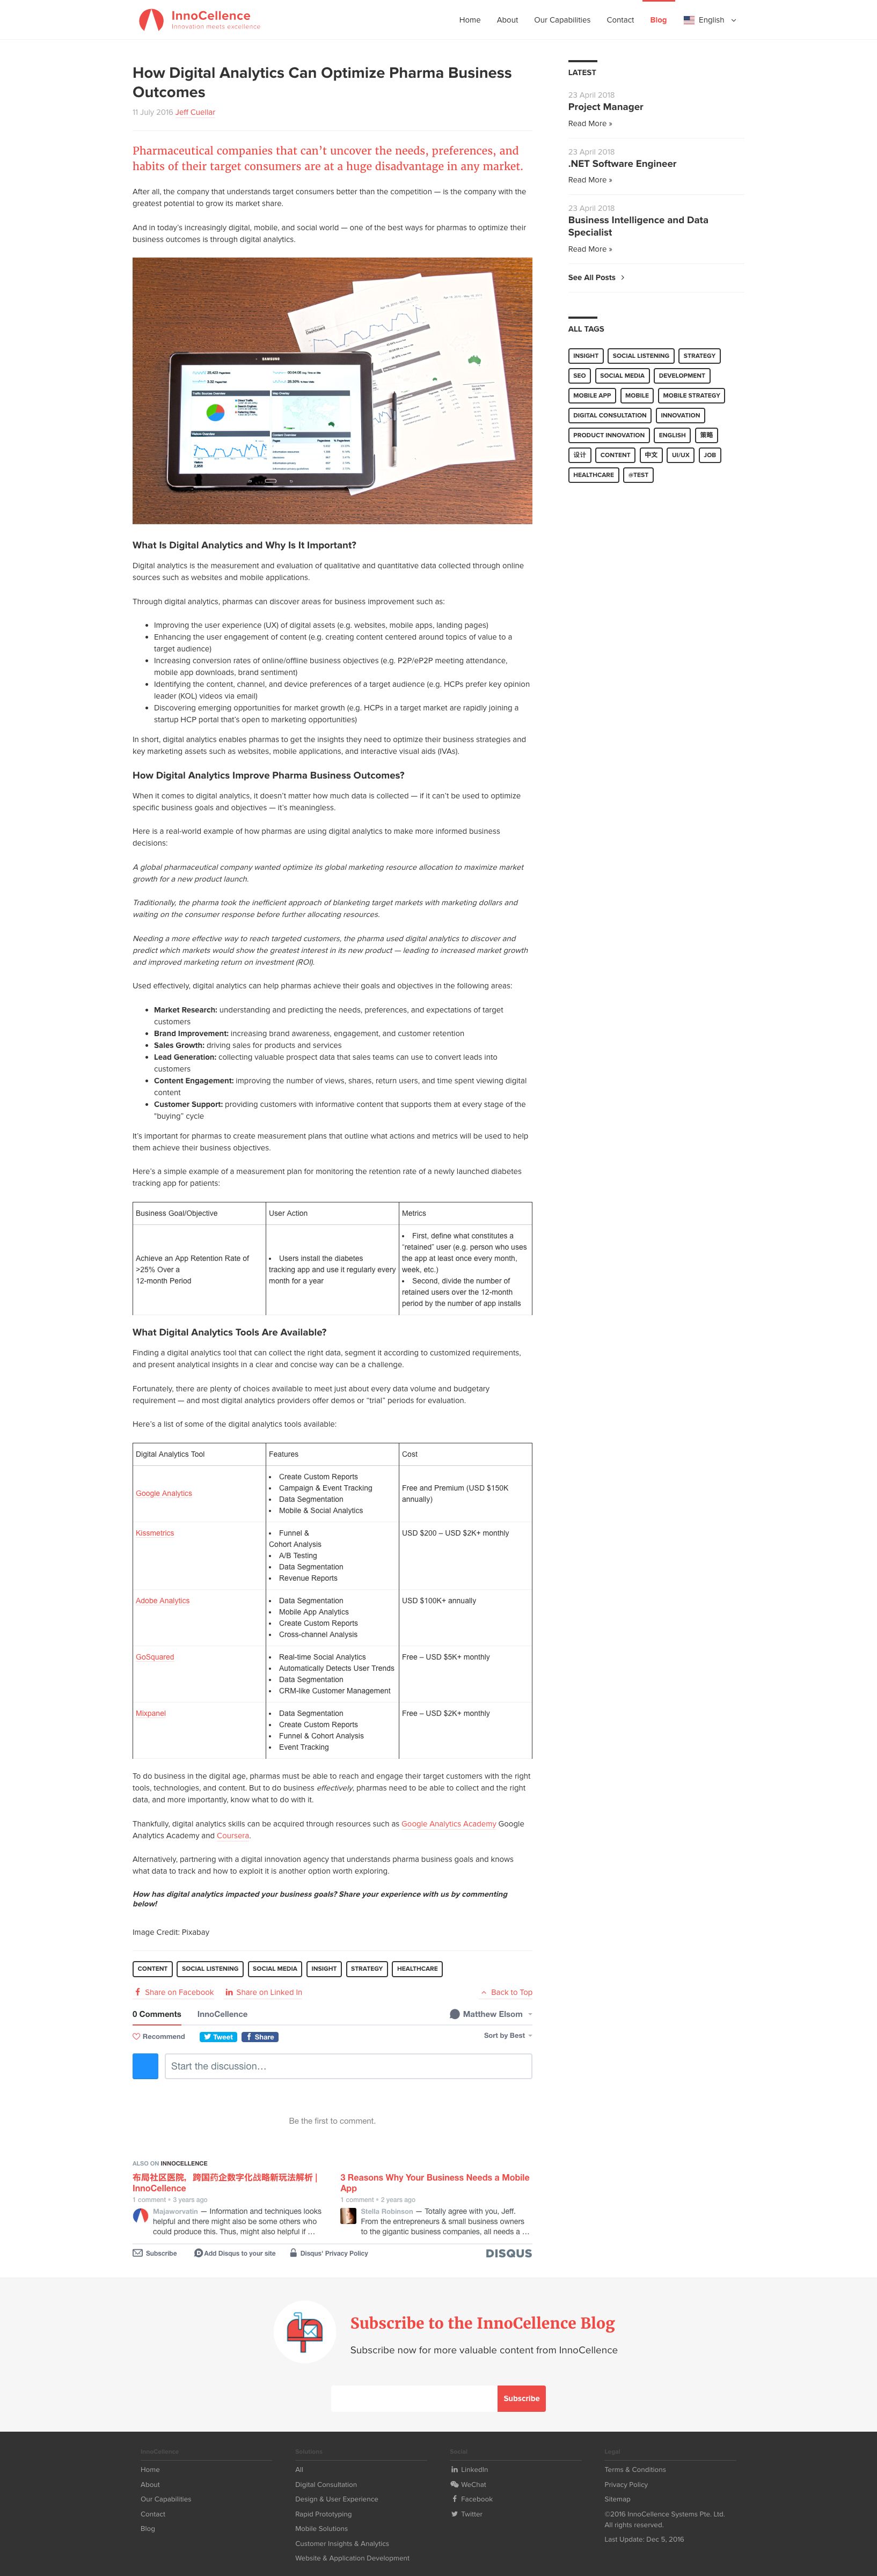 InnoCellence
Innovation meets excellence
Home
About
Our Capabilities
Contact
Blog
English
How Digital Analytics Can Optimize Pharma Business
Outcomes
11 July 2016 Jeff Cuellar
Pharmaceutical companies that can't uncover the needs, preferences, and
habits of their target consumers are at a huge disadvantage in any market.
After all, the company that understands target consumers better than the competition — is the company with the
greatest potential to grow its market share.
And in today's increasingly digital, mobile, and social world — one of the best ways for pharmas to optimize their
business outcomes is through digital analytics.
Dashboard
SAMSUNG
What Is Digital Analytics and Why Is It Important?
Digital analytics is the measurement and evaluation of qualitative and quantitative data collected through online
sources such as websites and mobile applications.
Through digital analytics, pharmas can discover areas for business improvement such as:
• Improving the user experience (UX) of digital assets (e.g. websites, mobile apps, landing pages)
• Enhancing the user engagement of content (e.g. creating content centered around topics of value to a
target audience)
• Increasing conversion rates of online/offline business objectives (e.g. P2P/eP2P meeting attendance,
mobile app downloads, brand sentiment)
• Identifying the content, channel, and device preferences of a target audience (e.g. HCPs prefer key opinion
leader (KOL) videos via email)
• Discovering emerging opportunities for market growth (e.g. HCPs in a target market are rapidly joining a
startup HCP portal that's open to marketing opportunities)
In short, digital analytics enables pharmas to get the insights they need to optimize their business strategies and
key marketing assets such as websites, mobile applications, and interactive visual aids (IVAs).
How Digital Analytics Improve Pharma Business Outcomes?
When it comes to digital analytics, it doesn't matter how much data is collected — if it can't be used to optimize
specific business goals and objectives — it's meaningless.
Here is a real-world example of how pharmas are using digital analytics to make more informed business
decisions:
A global pharmaceutical company wanted optimize its global marketing resource allocation to maximize market
growth for a new product launch.
Traditionally, the pharma took the inefficient approach of blanketing target markets with marketing dollars and
waiting on the consumer response before further allocating resources.
Needing a more effective way to reach targeted customers, the pharma used digital analytics to discover and
predict which markets would show the greatest interest in its new product — leading to increased market growth
and improved marketing return on investment (ROI).
Used effectively, digital analytics can help pharmas achieve their goals and objectives in the following areas:
• Market Research: understanding and predicting the needs, preferences, and expectations of target
customers
• Brand Improvement: increasing brand awareness, engagement, and customer retention
• Sales Growth: driving sales for products and services
• Lead Generation: collecting valuable prospect data that sales teams can use to convert leads into
customers
• Content Engagement: improving the number of views, shares, return users, and time spent viewing digital
content
• Customer Support: providing customers with informative content that supports them at every stage of the
"buying" cycle
It's important for pharmas to create measurement plans that outline what actions and metrics will be used to help
them achieve their business objectives.
Here's a simple example of a measurement plan for monitoring the retention rate of a newly launched diabetes
tracking app for patients:
Business Goal/Objective
User Action
Metrics
Achieve an App Retention Rate of
>25% Over a
12-month Period
• Users install the diabetes
tracking app and use it regularly every
month for a year
• First, define what constitutes a
"retained" user (e.g. person who uses
the app at least once every month,
week, etc.)
• Second, divide the number of
retained users over the 12-month
period by the number of app installs
What Digital Analytics Tools Are Available?
Finding a digital analytics tool that can collect the right data, segment it according to customized requirements,
and present analytical insights in a clear and concise way can be a challenge.
Fortunately, there are plenty of choices available to meet just about every data volume and budgetary
requirement — and most digital analytics providers offer demos or "trial" periods for evaluation.
Here's a list of some of the digital analytics tools available:
Digital Analytics Tool
Features
Cost
Google Analytics
• Create Custom Reports
• Campaign & Event Tracking
• Data Segmentation
• Mobile & Social Analytics
Free and Premium (USD $150K
annually)
Kissmetrics
• Funnel &
Cohort Analysis
• A/B Testing
• Data Segmentation
• Revenue Reports
USD $200 – USD $2K+ monthly
Adobe Analytics
• Data Segmentation
• Mobile App Analytics
• Create Custom Reports
• Cross-channel Analysis
USD $100K+ annually
GoSquared
• Real-time Social Analytics
• Automatically Detects User Trends
• Data Segmentation
• CRM-like Customer Management
Free – USD $5K+ monthly
Mixpanel
• Data Segmentation
• Create Custom Reports
• Funnel & Cohort Analysis
• Event Tracking
Free – USD $2K+ monthly
To do business in the digital age, pharmas must be able to reach and engage their target customers with the right
tools, technologies, and content. But to do business effectively, pharmas need to be able to collect and the right
data, and more importantly, know what to do with it.
Thankfully, digital analytics skills can be acquired through resources such as Google Analytics Academy Google
Analytics Academy and Coursera.
Alternatively, partnering with a digital innovation agency that understands pharma business goals and knows
what data to track and how to exploit it is another option worth exploring.
How has digital analytics impacted your business goals? Share your experience with us by commenting
below!
Image Credit: Pixabay
CONTENT
SOCIAL LISTENING
SOCIAL MEDIA
INSIGHT
STRATEGY
HEALTHCARE
Share on Facebook
Share on Linked In
Back to Top
0 Comments
InnoCellence
Matthew Elsom
Recommend
Tweet
Share
Sort by Best
Start the discussion…
Be the first to comment.
ALSO ON INNOCELLENCE
布局社区医院，跨国药企数字化战略新玩法解析 |
InnoCellence
1 comment • 3 years ago
Majaworvatin — Information and techniques looks
helpful and there might also be some others who
could produce this. Thus, might also helpful if …
3 Reasons Why Your Business Needs a Mobile
App
1 comment • 2 years ago
Stella Robinson — Totally agree with you, Jeff.
From the entrepreneurs & small business owners
to the gigantic business companies, all needs a …
Subscribe
Add Disqus to your site
Disqus' Privacy Policy
DISQUS
LATEST
23 April 2018
Project Manager
Read More »
23 April 2018
.NET Software Engineer
Read More »
23 April 2018
Business Intelligence and Data
Specialist
Read More »
See All Posts
ALL TAGS
INSIGHT
SOCIAL LISTENING
STRATEGY
SEO
SOCIAL MEDIA
DEVELOPMENT
MOBILE APP
MOBILE
MOBILE STRATEGY
DIGITAL CONSULTATION
INNOVATION
PRODUCT INNOVATION
ENGLISH
策略
设计
CONTENT
中文
UI/UX
JOB
HEALTHCARE
@TEST
Subscribe to the InnoCellence Blog
Subscribe now for more valuable content from InnoCellence
Subscribe
InnoCellence
Home
About
Our Capabilities
Contact
Blog
Solutions
All
Digital Consultation
Design & User Experience
Rapid Prototyping
Mobile Solutions
Customer Insights & Analytics
Website & Application Development
Social
LinkedIn
WeChat
Facebook
Twitter
Legal
Terms & Conditions
Privacy Policy
Sitemap
©2016 InnoCellence Systems Pte. Ltd.
All rights reserved.
Last Update: Dec 5, 2016